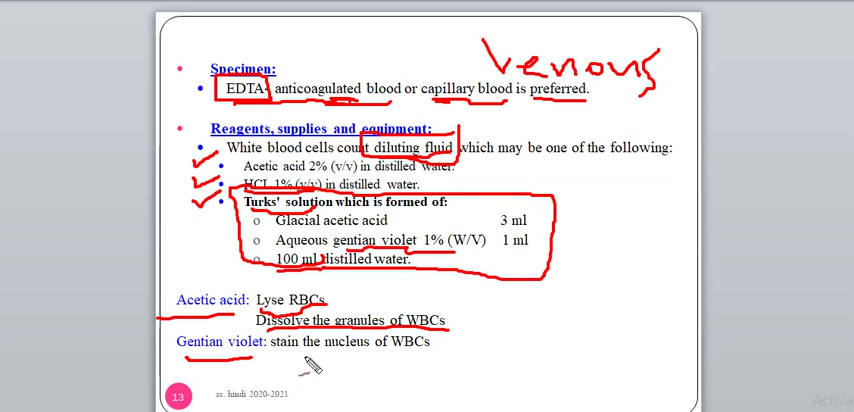 venous
Specimen:
EDTA- anticoagulated blood or capillary blood is preferred.
Reagents, supplies and equipment:
White blood cells count diluting fluid which may be one of the following:
Acetic acid 2% (v/v) in distilled water.
HCL 1% (v/v) in distilled water.
Turks' solution which is formed of:
Glacial acetic acid 3 ml
Aqueous gentian violet 1% (W/V) 1 ml
100 ml distilled water.
Acetic acid: Lyse RBCs
Dissolve the granules of WBCs
Gentian violet: stain the nucleus of WBCs
13 as. hindi 2020-2021
Activa